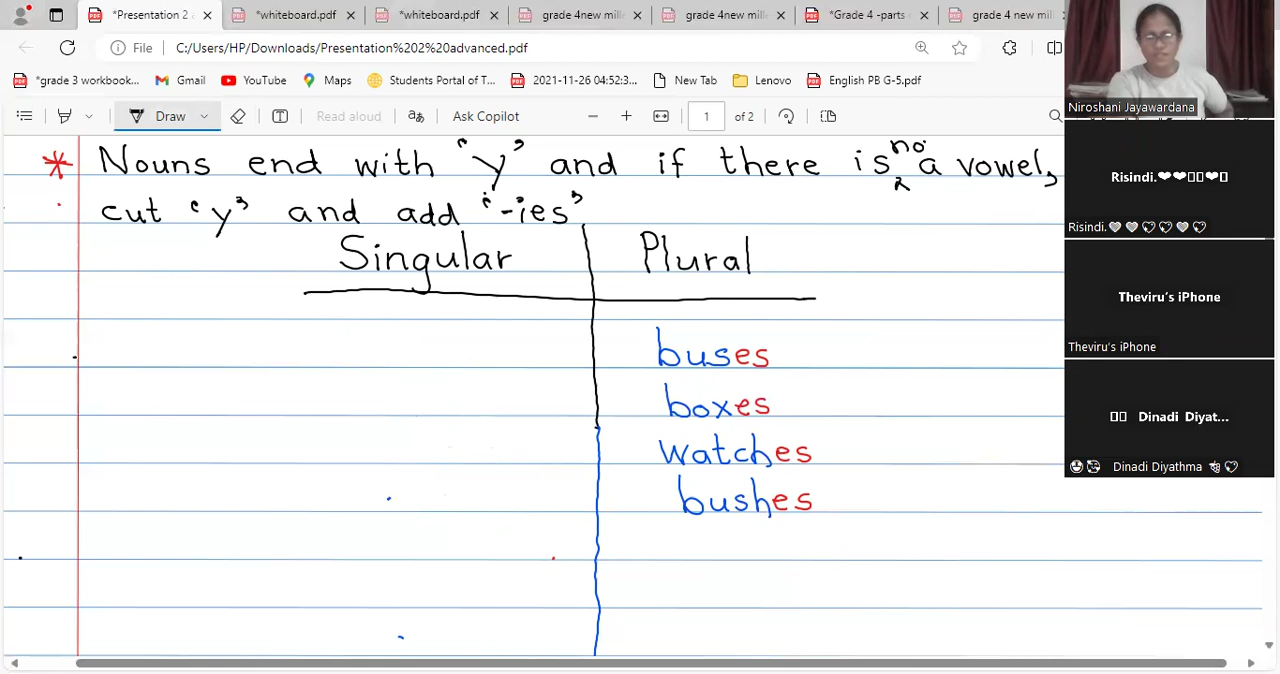 *Presentation 2 a
*whiteboard.pdf
*whiteboard.pdf
grade 4new mill
grade 4new mill
*Grade 4 -parts
grade 4 new mil
File C:/Users/HP/Downloads/Presentation%202%20advanced.pdf
*grade 3 workbook...
Gmail
YouTube
Maps
Students Portal of T...
2021-11-26 04:52:3...
New Tab
Lenovo
English PB G-5.pdf
Draw
Read aloud
Ask Copilot
1 of 2
* Nouns end with 'y' and if there is no a vowel,
cut 'y' and add '-ies'
Singular Plural
buses
boxes
watches
bushes
Niroshani Jayawardana
Risindi.❤❤▯▯❤▯
Risindi.
Theviru's iPhone
Theviru's iPhone
▯▯ Dinadi Diyat...
Dinadi Diyathma